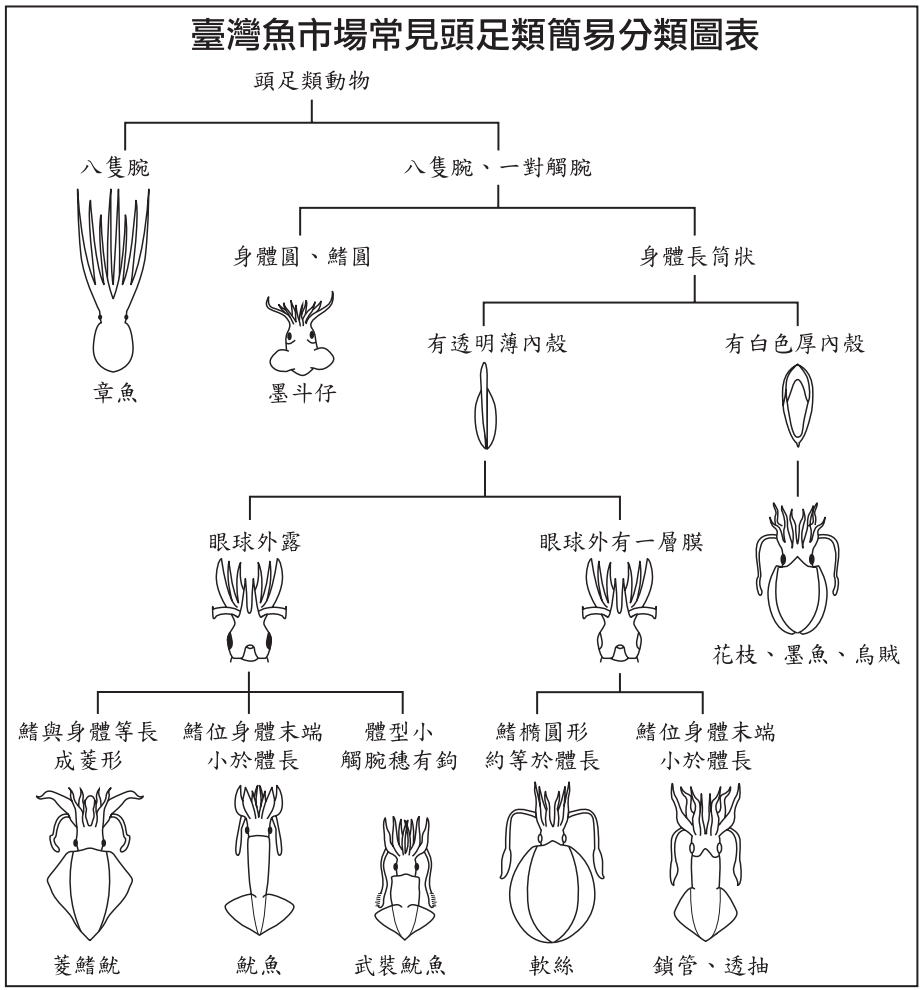 臺灣魚市場常見頭足類簡易分類圖表
頭足類動物
八隻腕
八隻腕、一對觸腕
身體圓、鰭圓
身體長筒狀
有透明薄內殼
有白色厚內殼
章魚
墨斗仔
眼球外露
眼球外有一層膜
花枝、墨魚、烏賊
鰭與身體等長
成菱形
鰭位身體末端
小於體長
體型小
觸腕穗有鉤
鰭橢圓形
約等於體長
鰭位身體末端
小於體長
菱鰭魷
魷魚
武裝魷魚
軟絲
鎖管、透抽